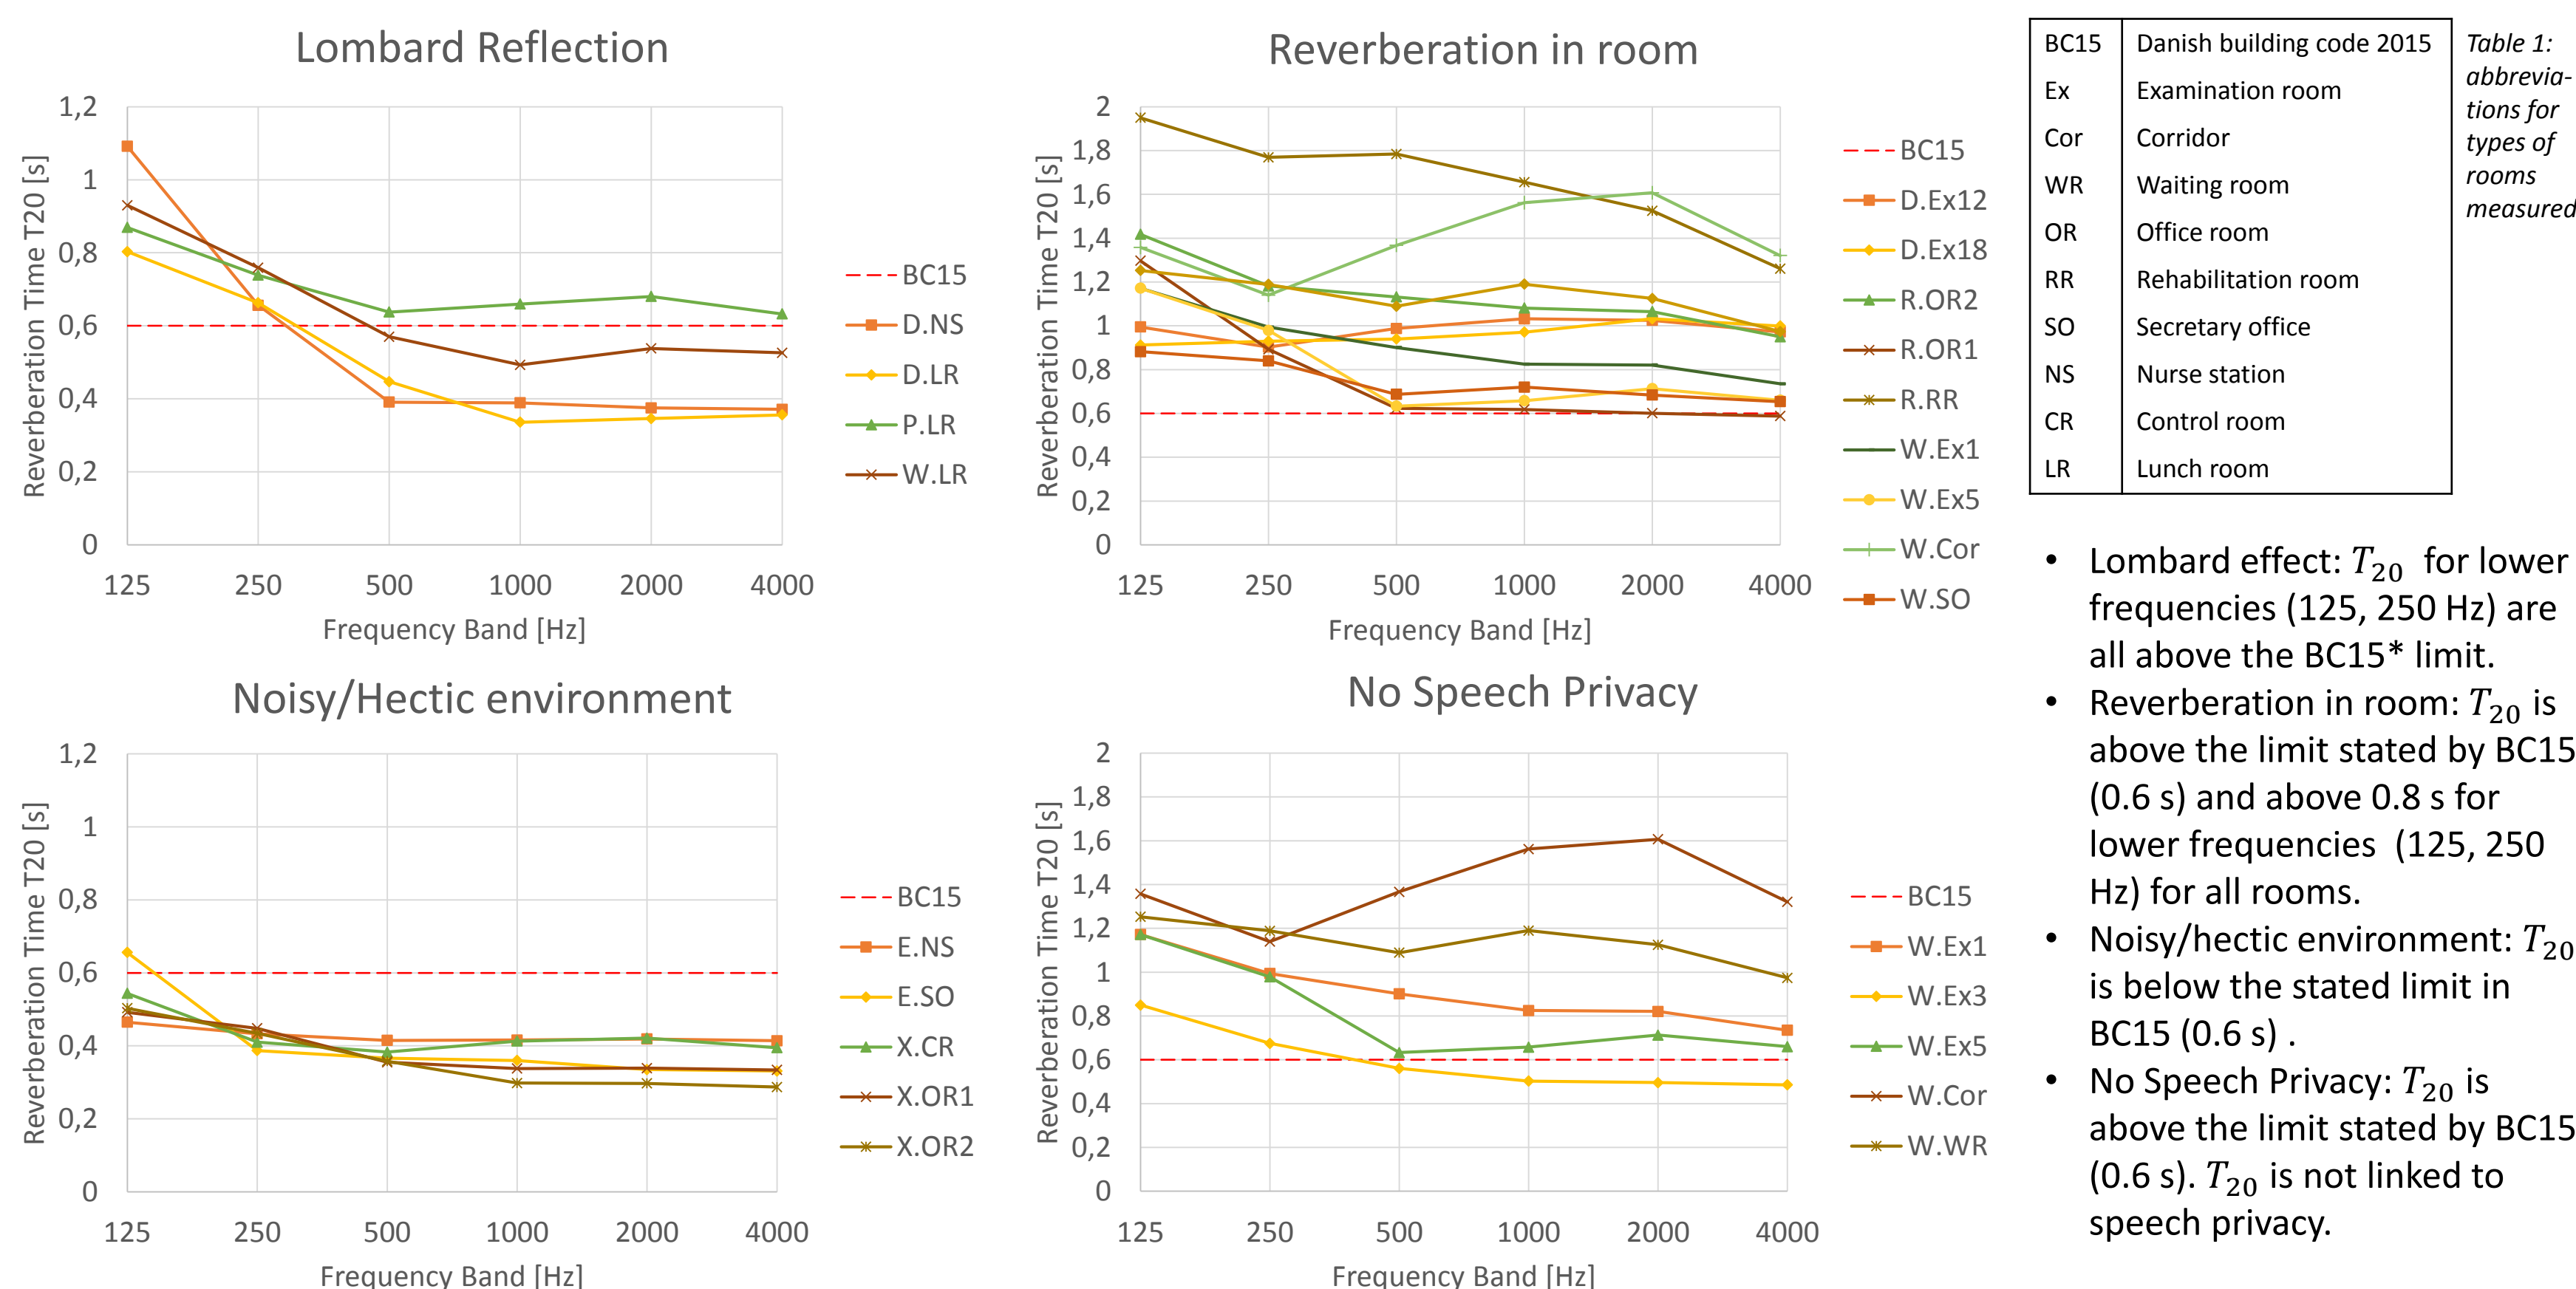 Lombard Reflection
Reverberation Time T20 [s]
1,2
1
0,8
0,6
0,4
0,2
0
125 250 500 1000 2000 4000
Frequency Band [Hz]
BC15
D.NS
D.LR
P.LR
W.LR
Reverberation in room
Reverberation Time T20 [s]
2
1,8
1,6
1,4
1,2
1
0,8
0,6
0,4
0,2
0
125 250 500 1000 2000 4000
Frequency Band [Hz]
BC15
D.Ex12
D.Ex18
R.OR2
R.OR1
R.RR
W.Ex1
W.Ex5
W.Cor
W.SO
BC15 Danish building code 2015
Ex Examination room
Cor Corridor
WR Waiting room
OR Office room
RR Rehabilitation room
SO Secretary office
NS Nurse station
CR Control room
LR Lunch room
Table 1:
abbrevia-
tions for
types of
rooms
measured
Noisy/Hectic environment
Reverberation Time T20 [s]
1,2
1
0,8
0,6
0,4
0,2
0
125 250 500 1000 2000 4000
Frequency Band [Hz]
BC15
E.NS
E.SO
X.CR
X.OR1
X.OR2
No Speech Privacy
Reverberation Time T20 [s]
2
1,8
1,6
1,4
1,2
1
0,8
0,6
0,4
0,2
0
125 250 500 1000 2000 4000
Frequency Band [Hz]
BC15
W.Ex1
W.Ex3
W.Ex5
W.Cor
W.WR
• Lombard effect: T₂₀ for lower
frequencies (125, 250 Hz) are
all above the BC15* limit.
• Reverberation in room: T₂₀ is
above the limit stated by BC15
(0.6 s) and above 0.8 s for
lower frequencies (125, 250
Hz) for all rooms.
• Noisy/hectic environment: T₂₀
is below the stated limit in
BC15 (0.6 s) .
• No Speech Privacy: T₂₀ is
above the limit stated by BC15
(0.6 s). T₂₀ is not linked to
speech privacy.